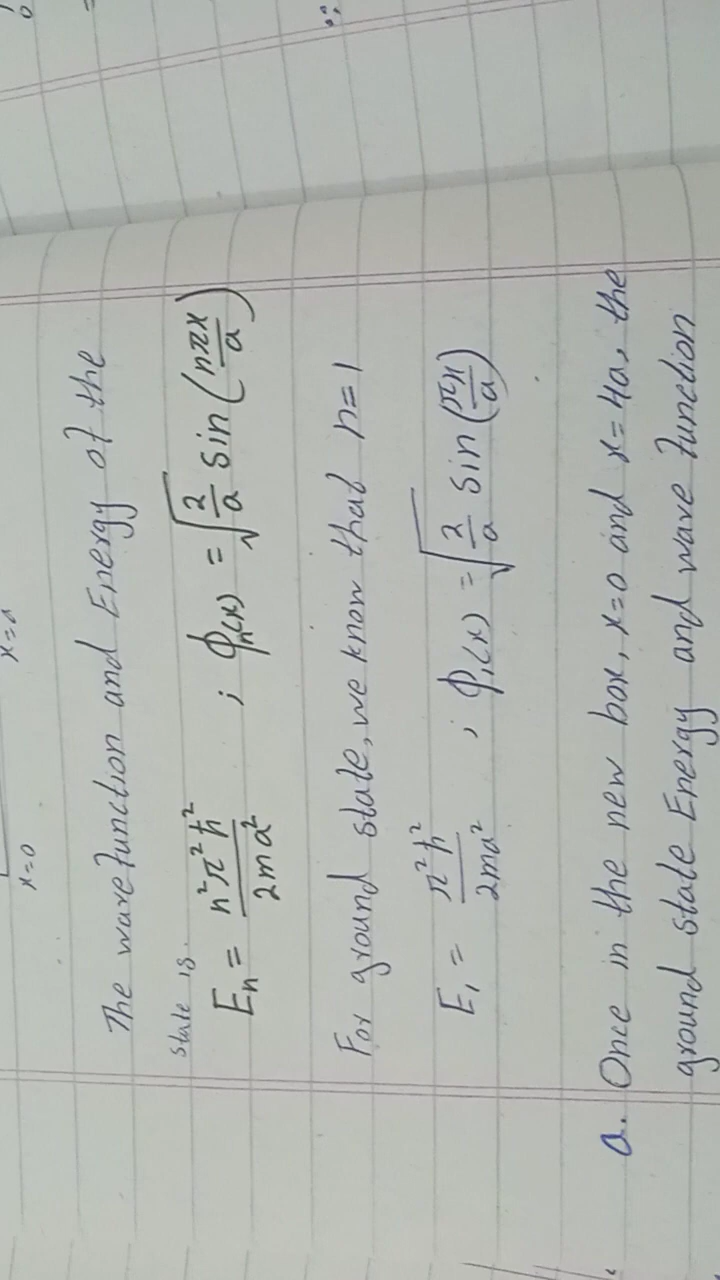 x=0 x=a
The wavefunction and Energy of the
state is.
Eₙ = n²π²ħ² / 2ma² ; φₙ(x) = √(2/a) sin(nπx/a)
For ground state, we know that n=1
E₁ = π²ħ² / 2ma² ; φ₁(x) = √(2/a) sin(πx/a)
a. Once in the new box, x=0 and x=4a, the
ground state Energy and wave function